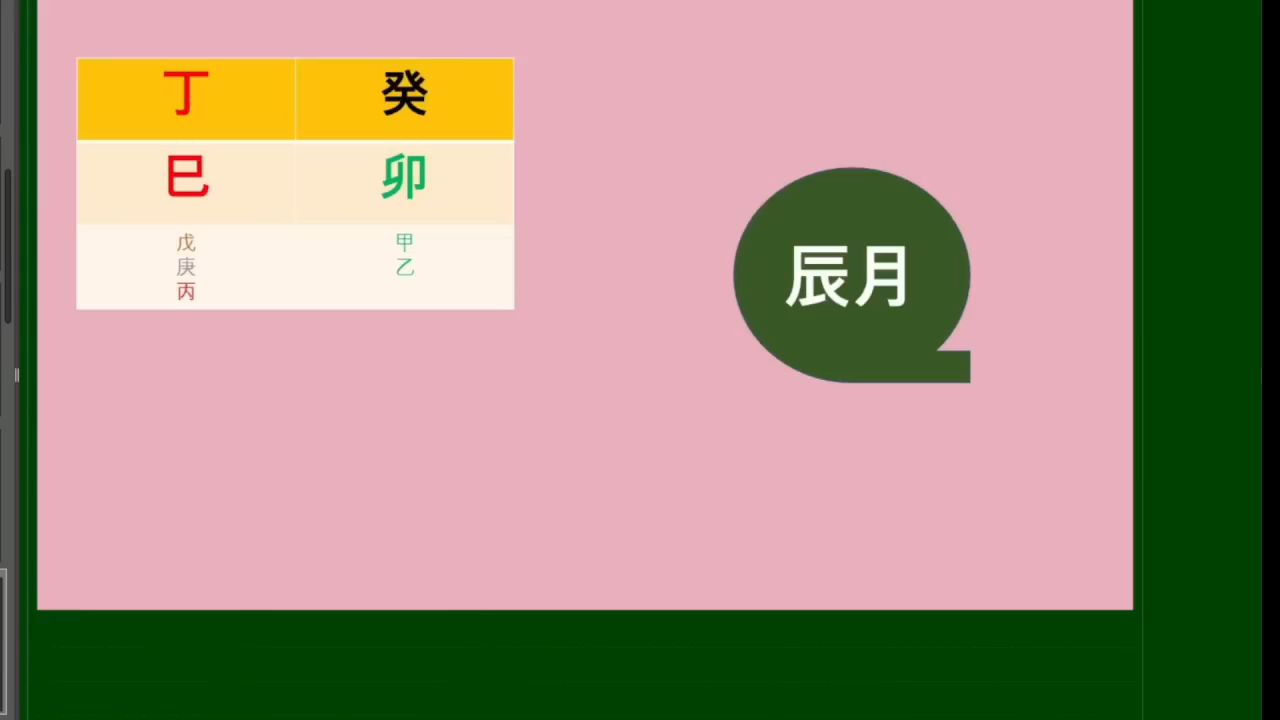 丁 癸
巳 卯
戊 甲
庚 乙
丙
辰月